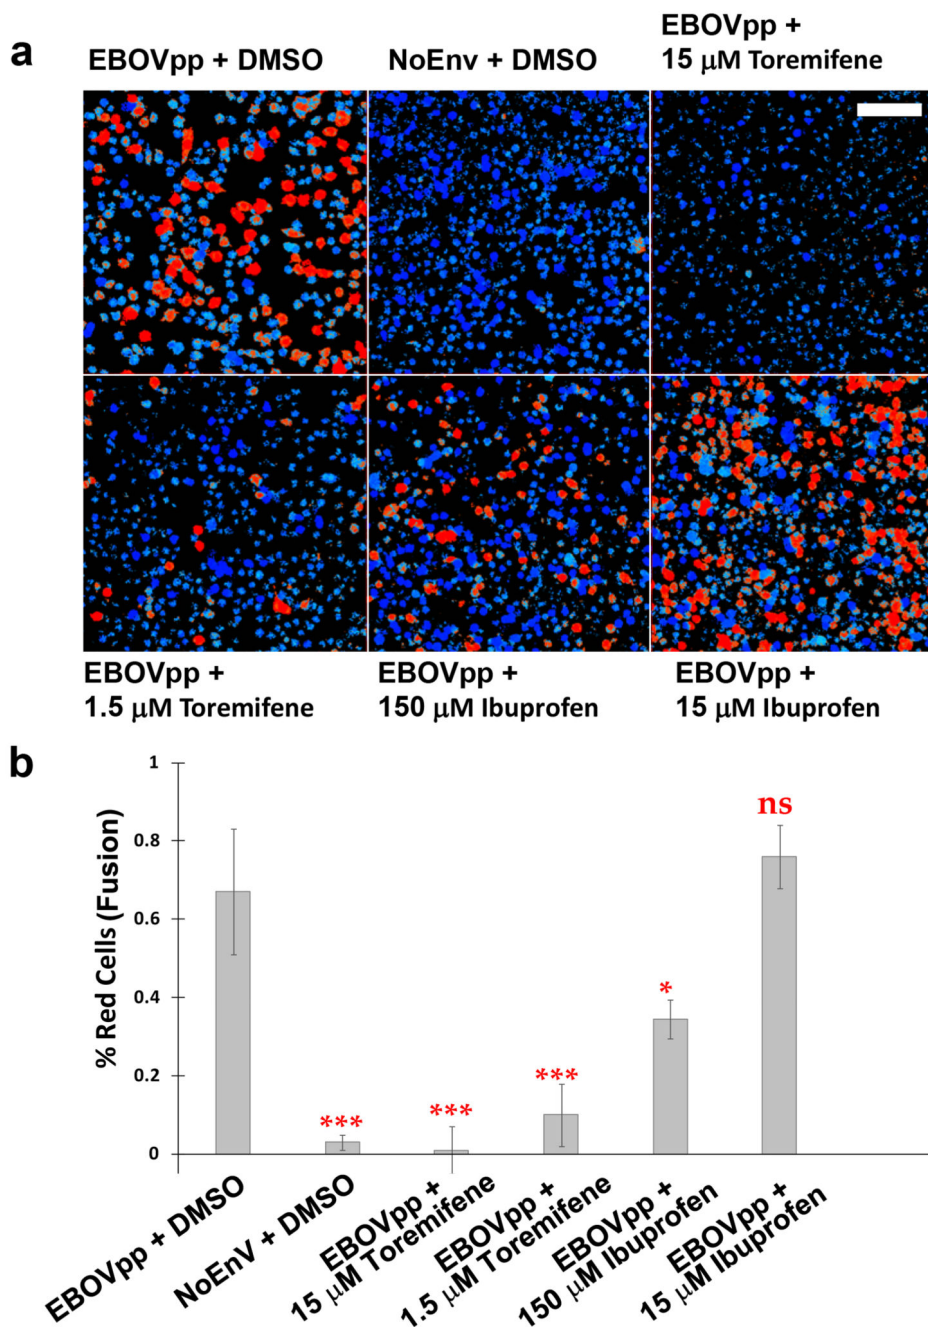 a
EBOVpp + DMSO
NoEnv + DMSO
EBOVpp +
15 μM Toremifene
EBOVpp +
1.5 μM Toremifene
EBOVpp +
150 μM Ibuprofen
EBOVpp +
15 μM Ibuprofen
b
% Red Cells (Fusion)
1
0.8
0.6
0.4
0.2
0
***
***
***
*
ns
EBOVpp + DMSO
NoEnV + DMSO
EBOVpp +
15 μM Toremifene
EBOVpp +
1.5 μM Toremifene
EBOVpp +
150 μM Ibuprofen
EBOVpp +
15 μM Ibuprofen